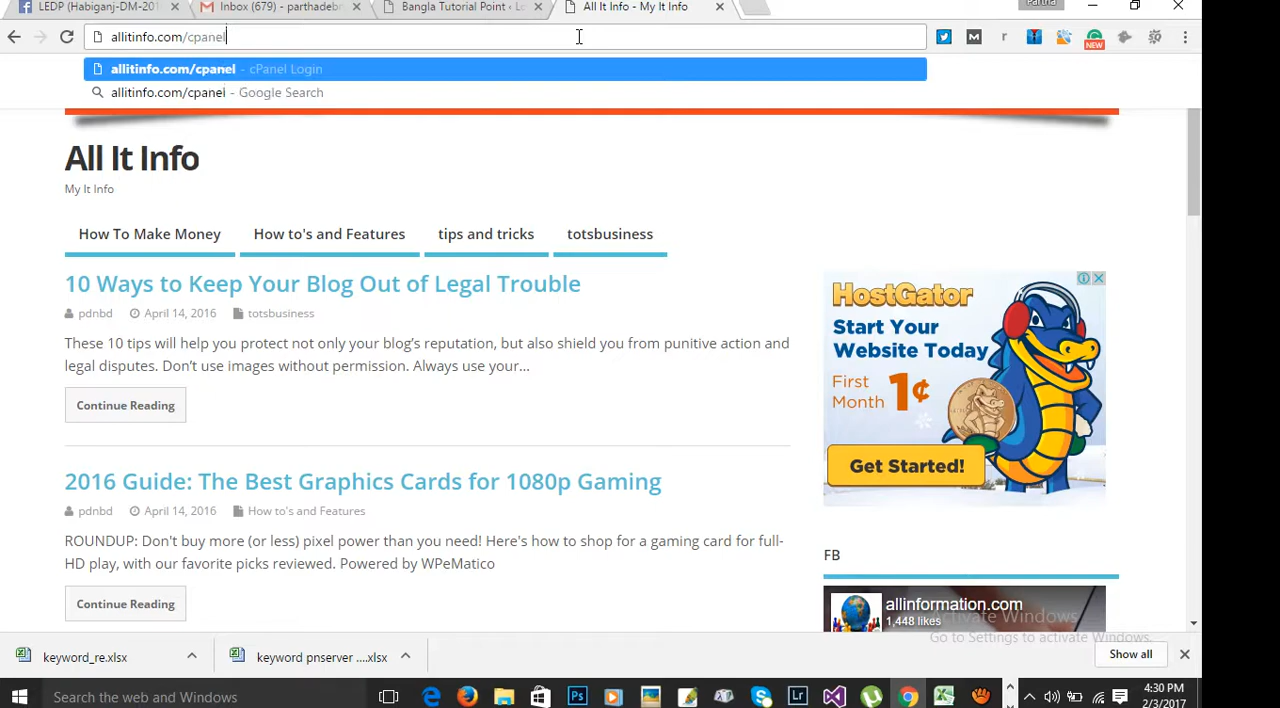 LEDP (Habiganj-DM-201
Inbox (679) - parthadeb
Bangla Tutorial Point ‹ Lo
All It Info - My It Info
Partha
allitinfo.com/cpanel
NEW
allitinfo.com/cpanel - cPanel Login
allitinfo.com/cpanel - Google Search
All It Info
My It Info
How To Make Money
How to's and Features
tips and tricks
totsbusiness
10 Ways to Keep Your Blog Out of Legal Trouble
pdnbd April 14, 2016 totsbusiness
These 10 tips will help you protect not only your blog's reputation, but also shield you from punitive action and
legal disputes. Don't use images without permission. Always use your...
Continue Reading
HostGator
Start Your
Website Today
First
Month 1¢
Get Started!
2016 Guide: The Best Graphics Cards for 1080p Gaming
pdnbd April 14, 2016 How to's and Features
ROUNDUP: Don't buy more (or less) pixel power than you need! Here's how to shop for a gaming card for full-
HD play, with our favorite picks reviewed. Powered by WPeMatico
Continue Reading
FB
allinformation.com
1,448 likes
Activate Windows
Go to Settings to activate Windows.
keyword_re.xlsx
keyword pnserver ....xlsx
Show all
Search the web and Windows
4:30 PM
2/3/2017